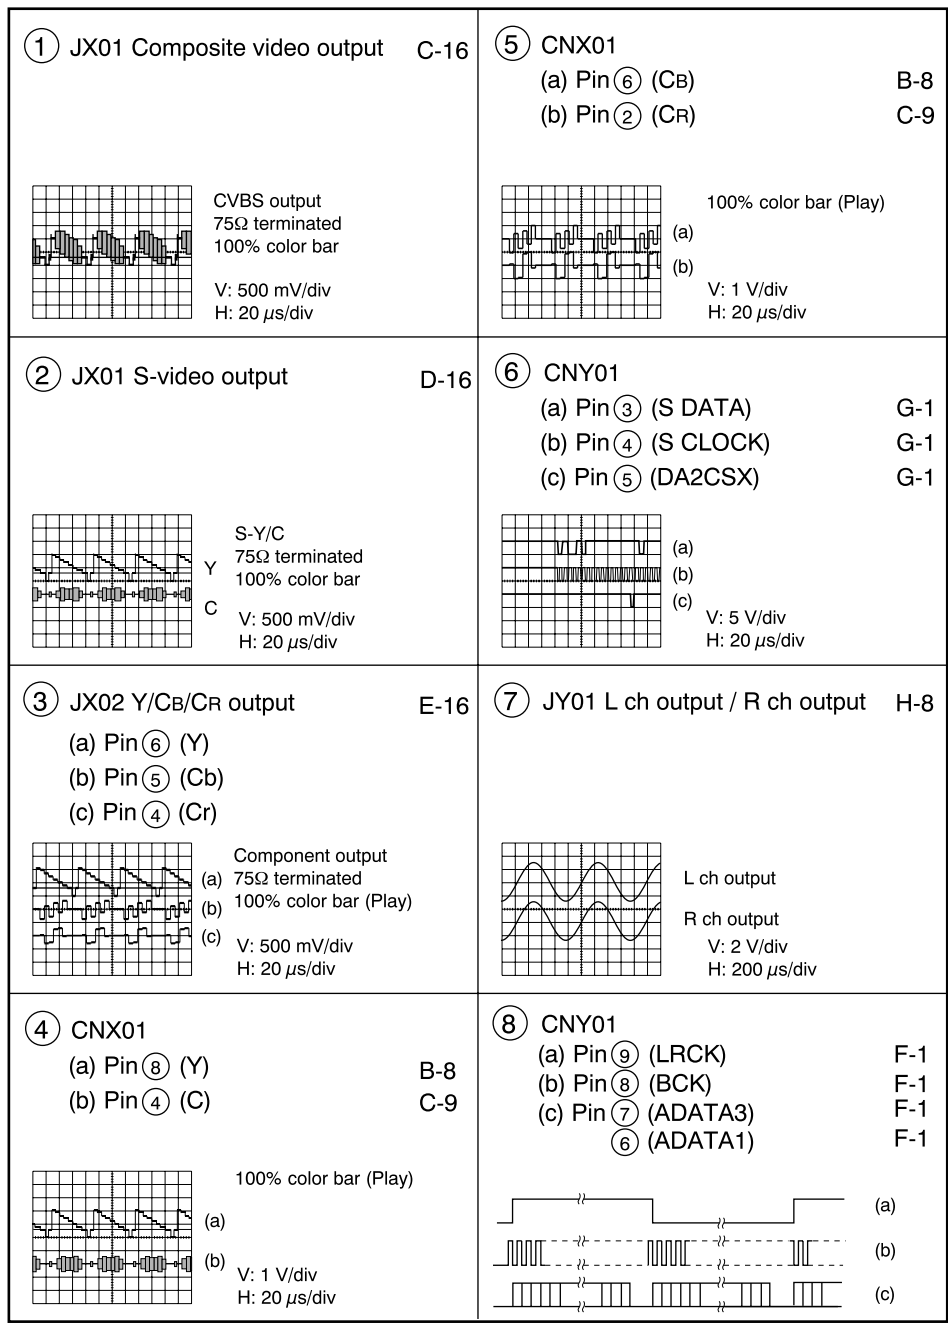 ① JX01 Composite video output C-16
CVBS output
75Ω terminated
100% color bar
V: 500 mV/div
H: 20 µs/div
② JX01 S-video output D-16
S-Y/C
75Ω terminated
Y
100% color bar
C
V: 500 mV/div
H: 20 µs/div
③ JX02 Y/CB/CR output E-16
(a) Pin ⑥ (Y)
(b) Pin ⑤ (Cb)
(c) Pin ④ (Cr)
Component output
(a) 75Ω terminated
100% color bar (Play)
(b)
(c)
V: 500 mV/div
H: 20 µs/div
④ CNX01
(a) Pin ⑧ (Y) B-8
(b) Pin ④ (C) C-9
100% color bar (Play)
(a)
(b)
V: 1 V/div
H: 20 µs/div
⑤ CNX01
(a) Pin ⑥ (CB) B-8
(b) Pin ② (CR) C-9
100% color bar (Play)
(a)
(b)
V: 1 V/div
H: 20 µs/div
⑥ CNY01
(a) Pin ③ (S DATA) G-1
(b) Pin ④ (S CLOCK) G-1
(c) Pin ⑤ (DA2CSX) G-1
(a)
(b)
(c)
V: 5 V/div
H: 20 µs/div
⑦ JY01 L ch output / R ch output H-8
L ch output
R ch output
V: 2 V/div
H: 200 µs/div
⑧ CNY01
(a) Pin ⑨ (LRCK) F-1
(b) Pin ⑧ (BCK) F-1
(c) Pin ⑦ (ADATA3) F-1
⑥ (ADATA1) F-1
(a)
(b)
(c)